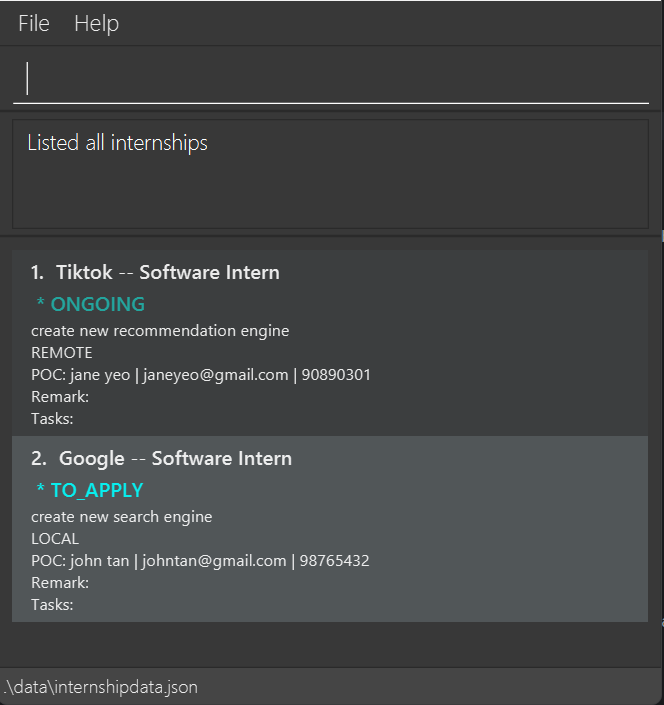 File Help
Listed all internships
1. Tiktok -- Software Intern
* ONGOING
create new recommendation engine
REMOTE
POC: jane yeo | janeyeo@gmail.com | 90890301
Remark:
Tasks:
2. Google -- Software Intern
* TO_APPLY
create new search engine
LOCAL
POC: john tan | johntan@gmail.com | 98765432
Remark:
Tasks:
.\data\internshipdata.json